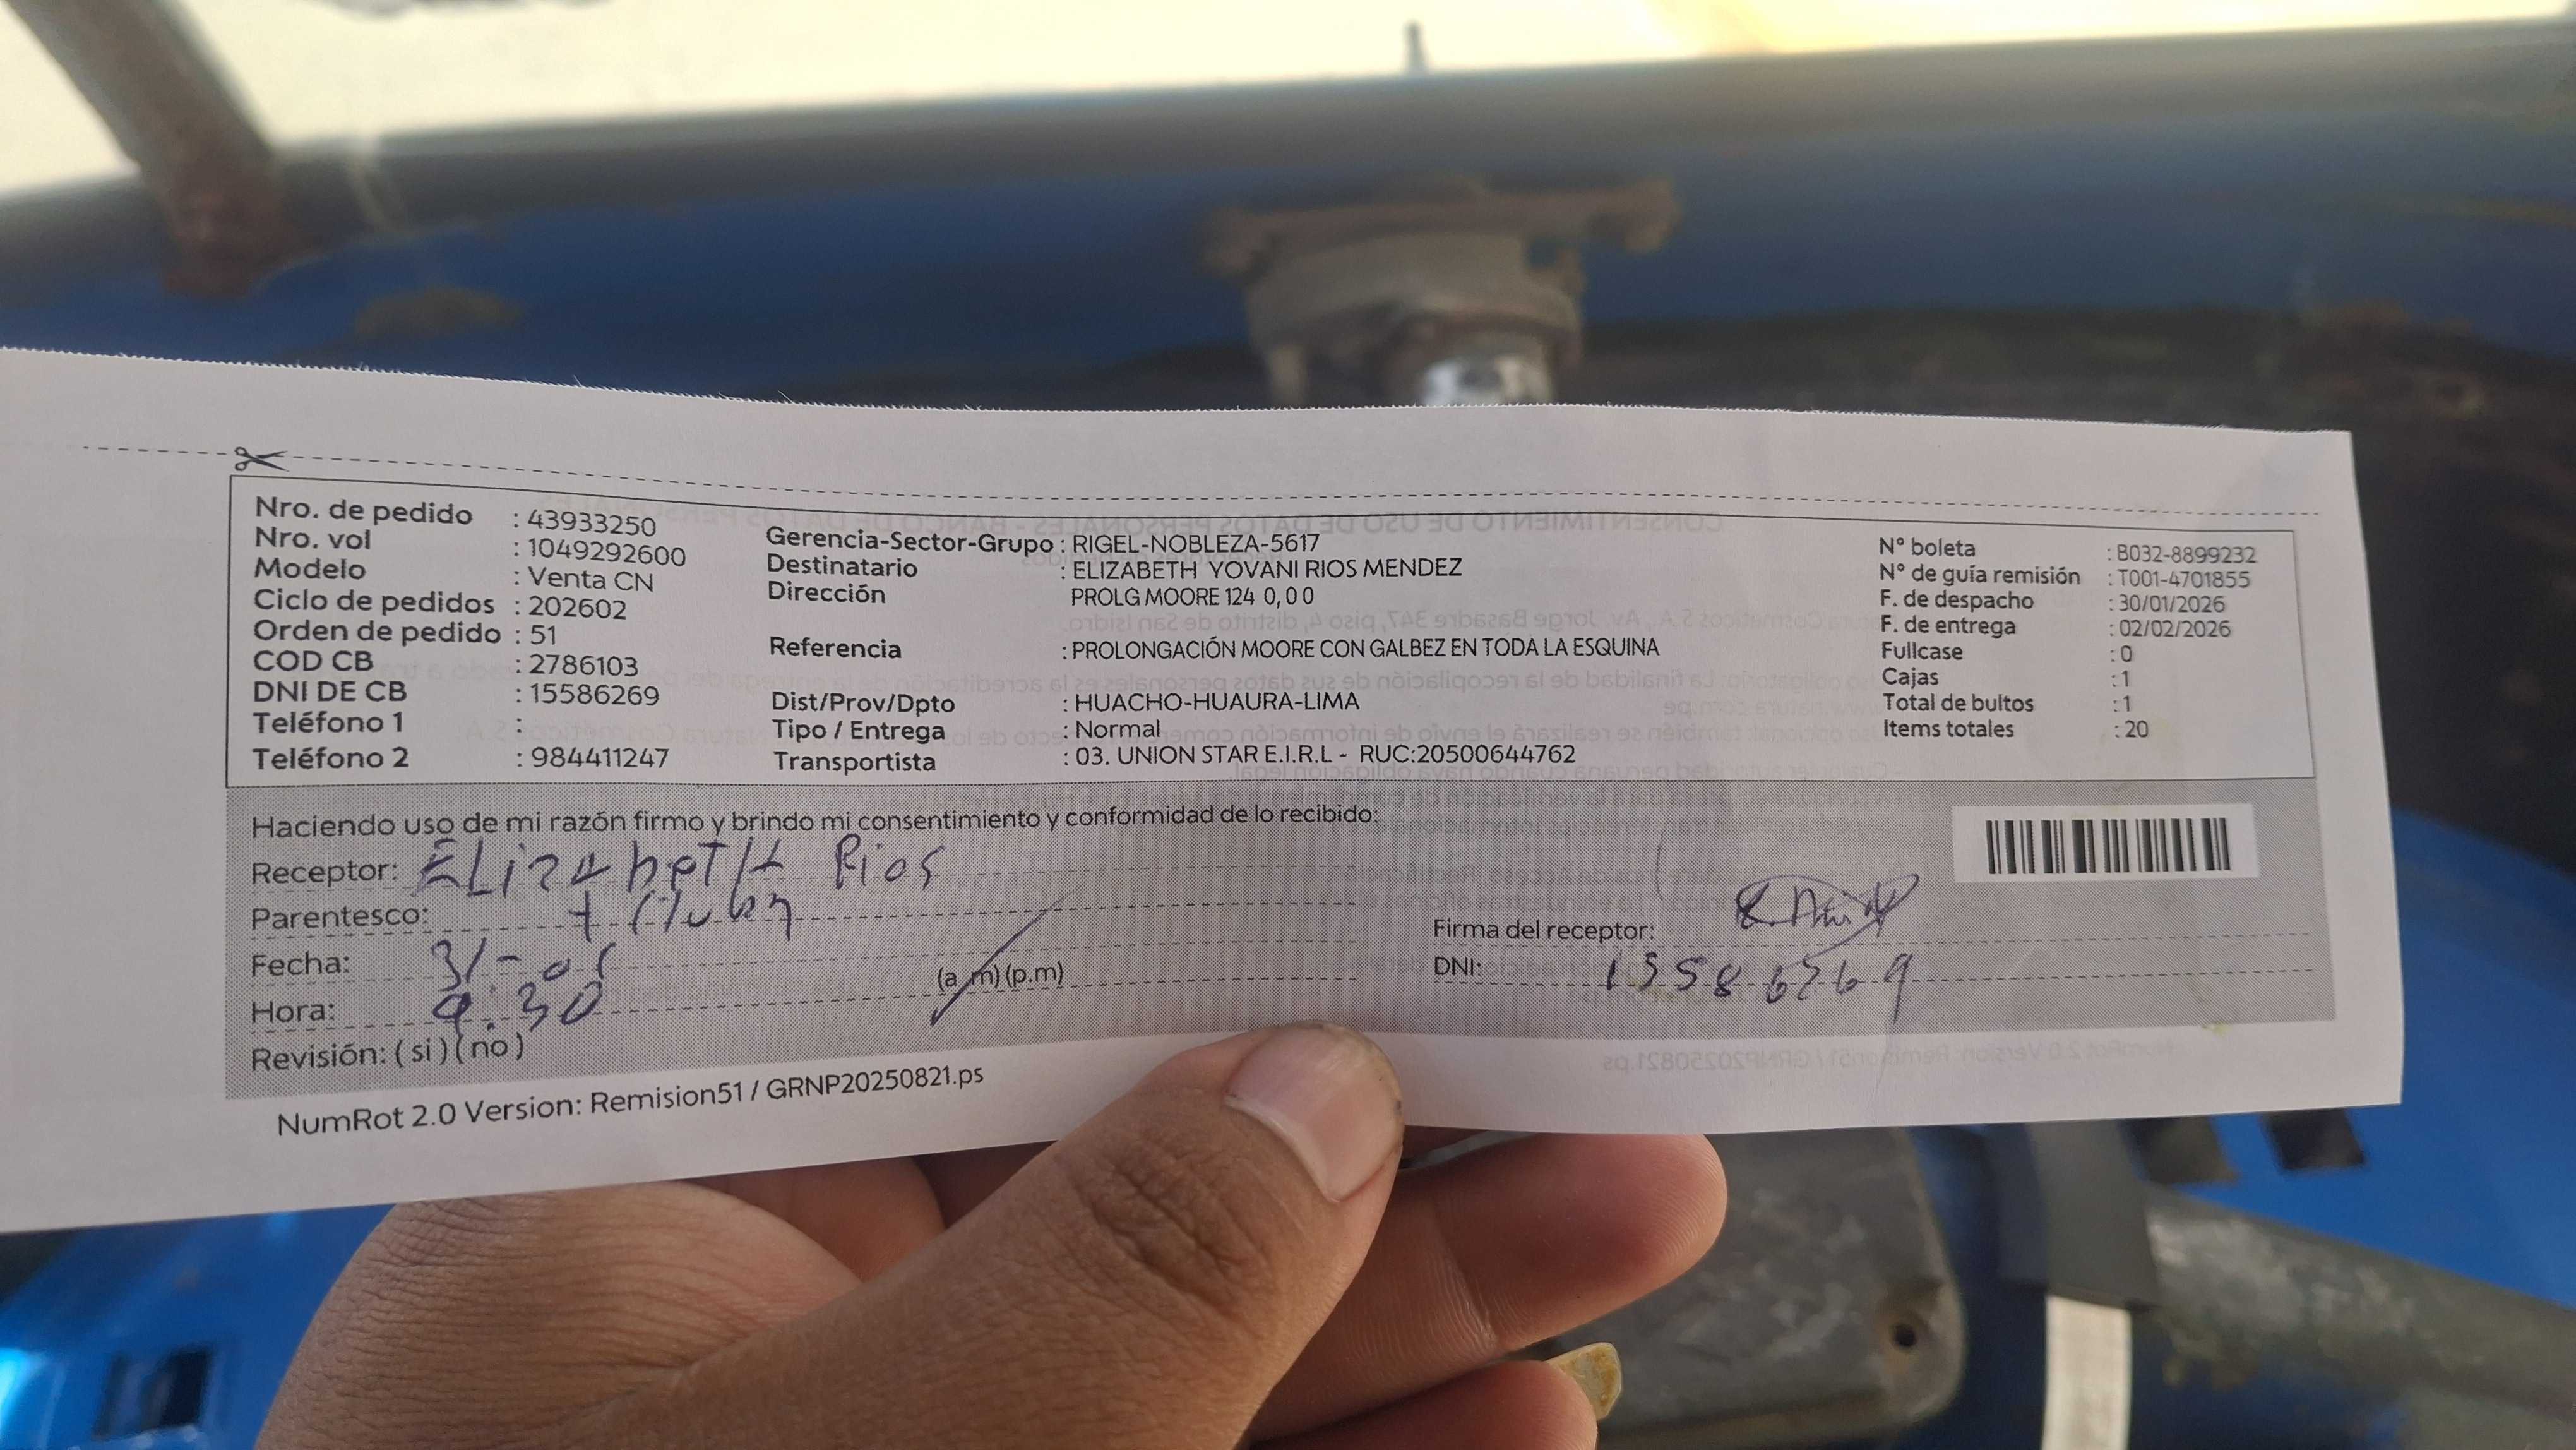 Nro. de pedido : 43933250
Nro. vol : 1049292600
Modelo : Venta CN
Ciclo de pedidos : 202602
Orden de pedido : 51
COD CB : 2786103
DNI DE CB : 15586269
Teléfono 1 :
Teléfono 2 : 984411247
Gerencia-Sector-Grupo : RIGEL-NOBLEZA-5617
Destinatario : ELIZABETH YOVANI RIOS MENDEZ
Dirección PROLG MOORE 124 0,0 0
Referencia : PROLONGACIÓN MOORE CON GALBEZ EN TODA LA ESQUINA
Dist/Prov/Dpto : HUACHO-HUAURA-LIMA
Tipo / Entrega : Normal
Transportista : 03. UNION STAR E.I.R.L - RUC:20500644762
N° boleta : B032-8899232
N° de guía remisión : T001-4701855
F. de despacho : 30/01/2026
F. de entrega : 02/02/2026
Fullcase : 0
Cajas : 1
Total de bultos : 1
Items totales : 20
Haciendo uso de mi razón firmo y brindo mi consentimiento y conformidad de lo recibido:
Receptor: ELizabeTH Rios
Parentesco:
Fecha: 31-01
Hora: 9:30 (a.m) (p.m)
Revisión: ( si ) ( no )
Firma del receptor:
DNI: 15586269
NumRot 2.0 Version: Remision51 / GRNP20250821.ps